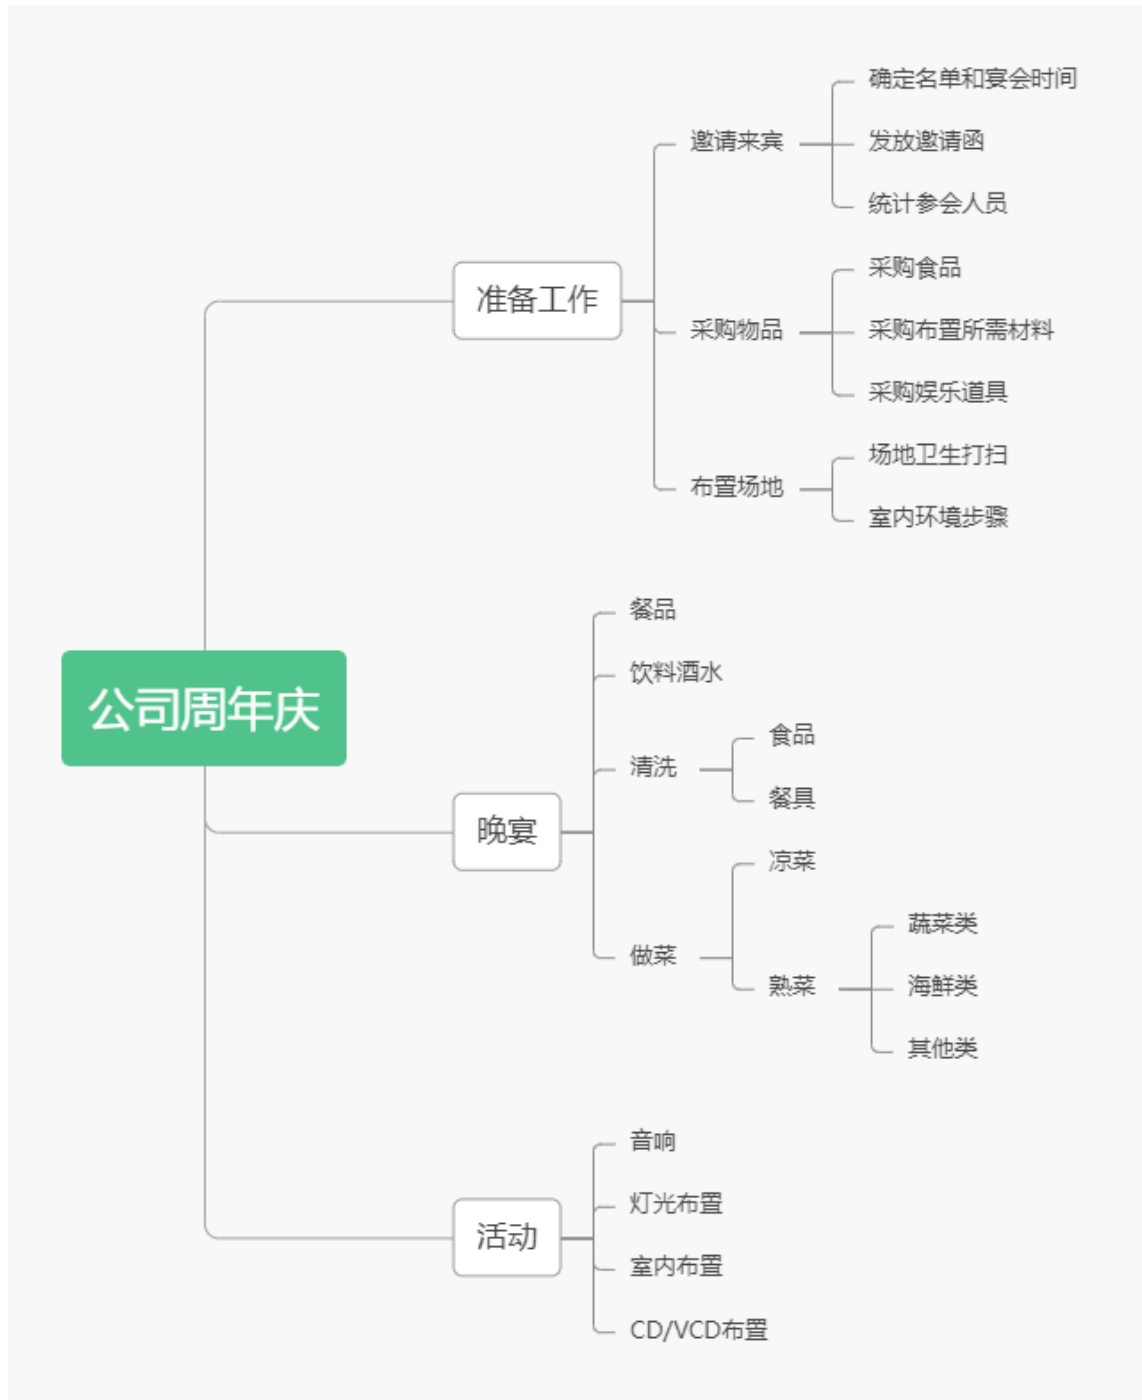 公司周年庆
准备工作
邀请来宾
确定名单和宴会时间
发放邀请函
统计参会人员
采购物品
采购食品
采购布置所需材料
采购娱乐道具
布置场地
场地卫生打扫
室内环境步骤
晚宴
餐品
饮料酒水
清洗
食品
餐具
做菜
凉菜
熟菜
蔬菜类
海鲜类
其他类
活动
音响
灯光布置
室内布置
CD/VCD布置